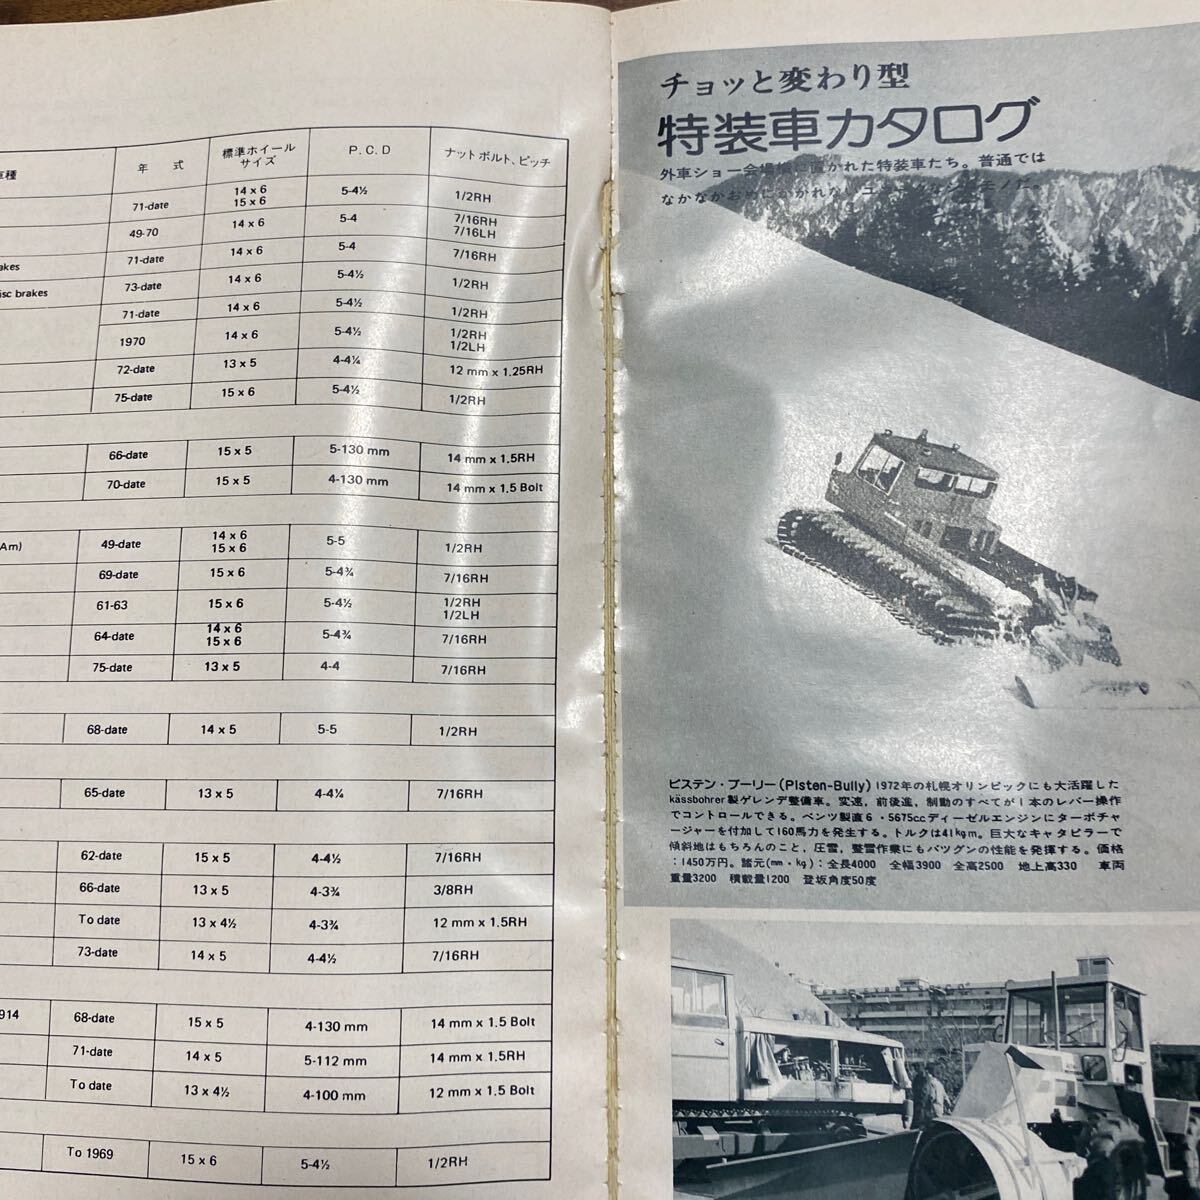 車種 年 式 標準ホイールサイズ P.C.D ナットボルト、ピッチ
71-date 14 x 6 15 x 6 5-4½ 1/2RH
49-70 14 x 6 5-4 7/16RH 7/16LH
akes 71-date 14 x 6 5-4 7/16RH
isc brakes 73-date 14 x 6 5-4½ 1/2RH
71-date 14 x 6 5-4½ 1/2RH
1970 14 x 6 5-4½ 1/2RH 1/2LH
72-date 13 x 5 4-4¼ 12 mm x 1.25RH
75-date 15 x 6 5-4½ 1/2RH
66-date 15 x 5 5-130 mm 14 mm x 1.5RH
70-date 15 x 5 4-130 mm 14 mm x 1.5 Bolt
Am) 49-date 14 x 6 15 x 6 5-5 1/2RH
69-date 15 x 6 5-4¾ 7/16RH
61-63 15 x 6 5-4½ 1/2RH 1/2LH
64-date 14 x 6 15 x 6 5-4¾ 7/16RH
75-date 13 x 5 4-4 7/16RH
68-date 14 x 5 5-5 1/2RH
65-date 13 x 5 4-4¼ 7/16RH
62-date 15 x 5 4-4½ 7/16RH
66-date 13 x 5 4-3¾ 3/8RH
To date 13 x 4½ 4-3¾ 12 mm x 1.5RH
73-date 14 x 5 4-4½ 7/16RH
914 68-date 15 x 5 4-130 mm 14 mm x 1.5 Bolt
71-date 14 x 5 5-112 mm 14 mm x 1.5RH
To date 13 x 4½ 4-100 mm 12 mm x 1.5 Bolt
To 1969 15 x 6 5-4½ 1/2RH
チョッと変わり型
特装車カタログ
外車ショー会場横に置かれた特装車たち。普通では
なかなかおめにかかれないユニークなシャシモノだ。
ピステン・ブーリー(Pisten-Bully) 1972年の札幌オリンピックにも大活躍した
kässbohrer製ゲレンデ整備車。変速，前後進，制動のすべてが1本のレバー操作
でコントロールできる。ベンツ製直6・5675ccディーゼルエンジンにターボチャ
ージャーを付加して160馬力を発生する。トルクは41kgm。巨大なキャタピラーで
傾斜地はもちろんのこと，圧雪，整雪作業にもバツグンの性能を発揮する。価格
：1450万円。諸元(mm・kg)：全長4000 全幅3900 全高2500 地上高330 車両
重量3200 積載量1200 登坂角度50度